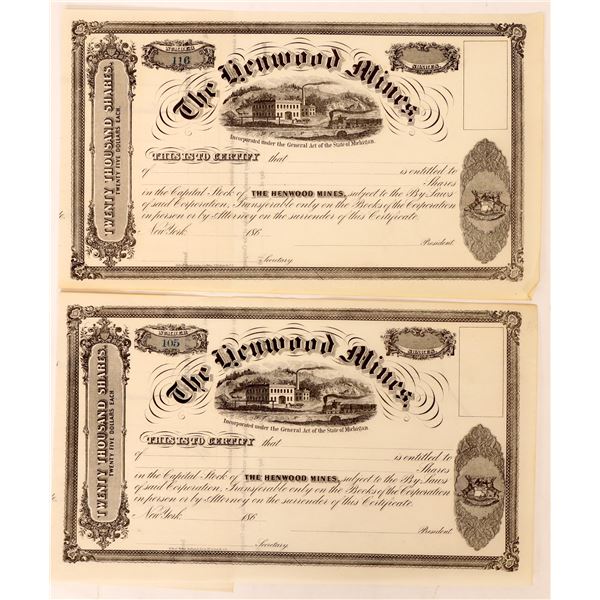 NUMBER
116
SHARES
The Henwood Mines,
Incorporated under the General Act of the State of Michigan.
TWENTY THOUSAND SHARES.
TWENTY FIVE DOLLARS EACH.
THIS IS TO CERTIFY that
of is entitled to
Shares
in the Capital Stock of THE HENWOOD MINES, subject to the By Laws
of said Corporation, Transferable only on the Books of the Corporation
in person or by Attorney on the surrender of this Certificate.
New York 186
President
Secretary
NUMBER
105
SHARES
The Henwood Mines,
Incorporated under the General Act of the State of Michigan.
TWENTY THOUSAND SHARES.
TWENTY FIVE DOLLARS EACH.
THIS IS TO CERTIFY that
of is entitled to
Shares
in the Capital Stock of THE HENWOOD MINES, subject to the By Laws
of said Corporation, Transferable only on the Books of the Corporation
in person or by Attorney on the surrender of this Certificate.
New York 186
President
Secretary